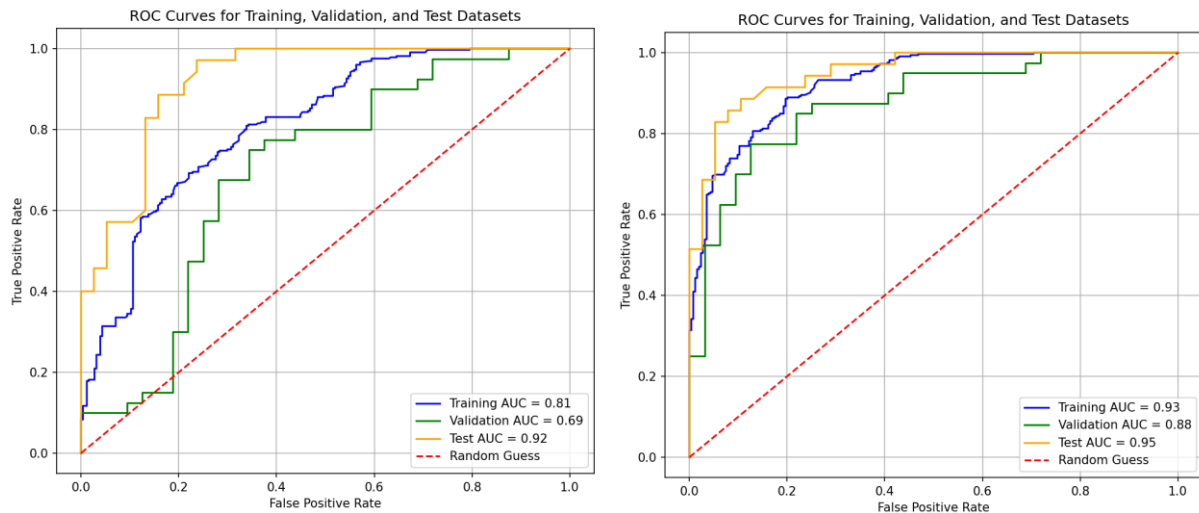 ROC Curves for Training, Validation, and Test Datasets
True Positive Rate
1.0
0.8
0.6
0.4
0.2
0.0
Training AUC = 0.81
Validation AUC = 0.69
Test AUC = 0.92
Random Guess
0.0 0.2 0.4 0.6 0.8 1.0
False Positive Rate
ROC Curves for Training, Validation, and Test Datasets
True Positive Rate
1.0
0.8
0.6
0.4
0.2
0.0
Training AUC = 0.93
Validation AUC = 0.88
Test AUC = 0.95
Random Guess
0.0 0.2 0.4 0.6 0.8 1.0
False Positive Rate